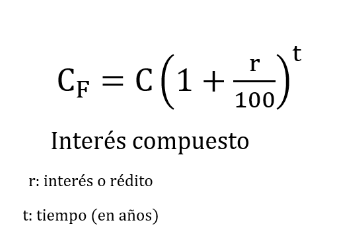 C_F = C(1 + r/100)^t
Interés compuesto
r: interés o rédito
t: tiempo (en años)